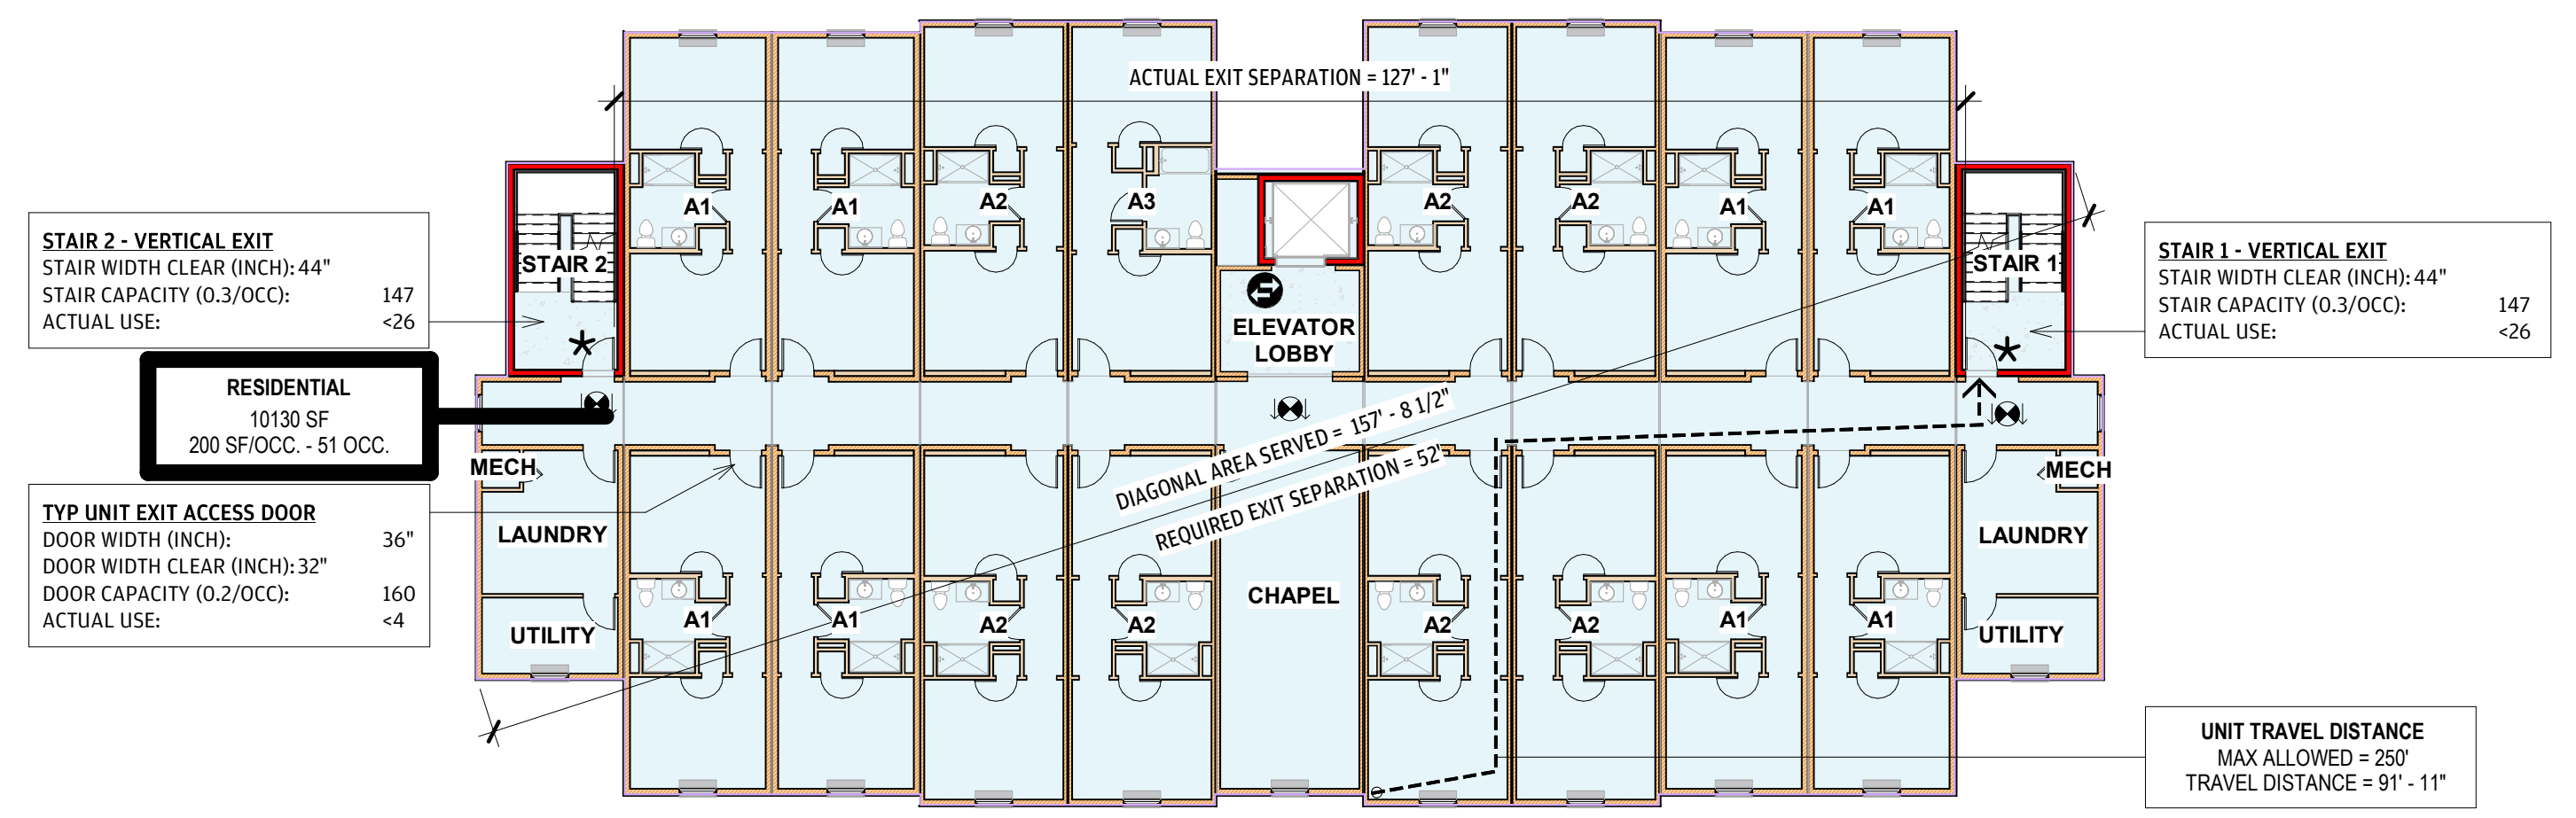 ACTUAL EXIT SEPARATION = 127' - 1"
A1
A1
A2
A3
A2
A2
A1
A1
STAIR 2 - VERTICAL EXIT
STAIR WIDTH CLEAR (INCH): 44"
STAIR CAPACITY (0.3/OCC): 147
ACTUAL USE: <26
STAIR 2
STAIR 1
STAIR 1 - VERTICAL EXIT
STAIR WIDTH CLEAR (INCH): 44"
STAIR CAPACITY (0.3/OCC): 147
ACTUAL USE: <26
ELEVATOR
LOBBY
RESIDENTIAL
10130 SF
200 SF/OCC. - 51 OCC.
DIAGONAL AREA SERVED = 157' - 8 1/2"
REQUIRED EXIT SEPARATION = 52'
MECH
MECH
TYP UNIT EXIT ACCESS DOOR
DOOR WIDTH (INCH): 36"
DOOR WIDTH CLEAR (INCH): 32"
DOOR CAPACITY (0.2/OCC): 160
ACTUAL USE: <4
LAUNDRY
LAUNDRY
CHAPEL
UTILITY
A1
A1
A2
A2
A2
A2
A1
A1
UTILITY
UNIT TRAVEL DISTANCE
MAX ALLOWED = 250'
TRAVEL DISTANCE = 91' - 11"